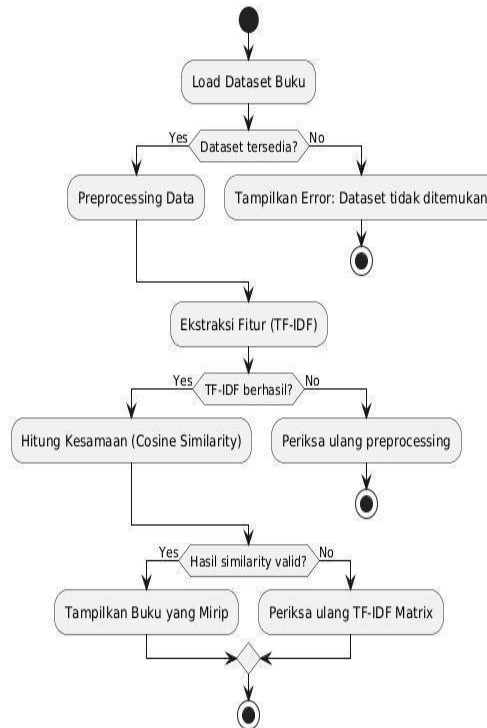 Load Dataset Buku
Yes
Dataset tersedia?
No
Preprocessing Data
Tampilkan Error: Dataset tidak ditemukan
Ekstraksi Fitur (TF-IDF)
Yes
TF-IDF berhasil?
No
Hitung Kesamaan (Cosine Similarity)
Periksa ulang preprocessing
Yes
Hasil similarity valid?
No
Tampilkan Buku yang Mirip
Periksa ulang TF-IDF Matrix